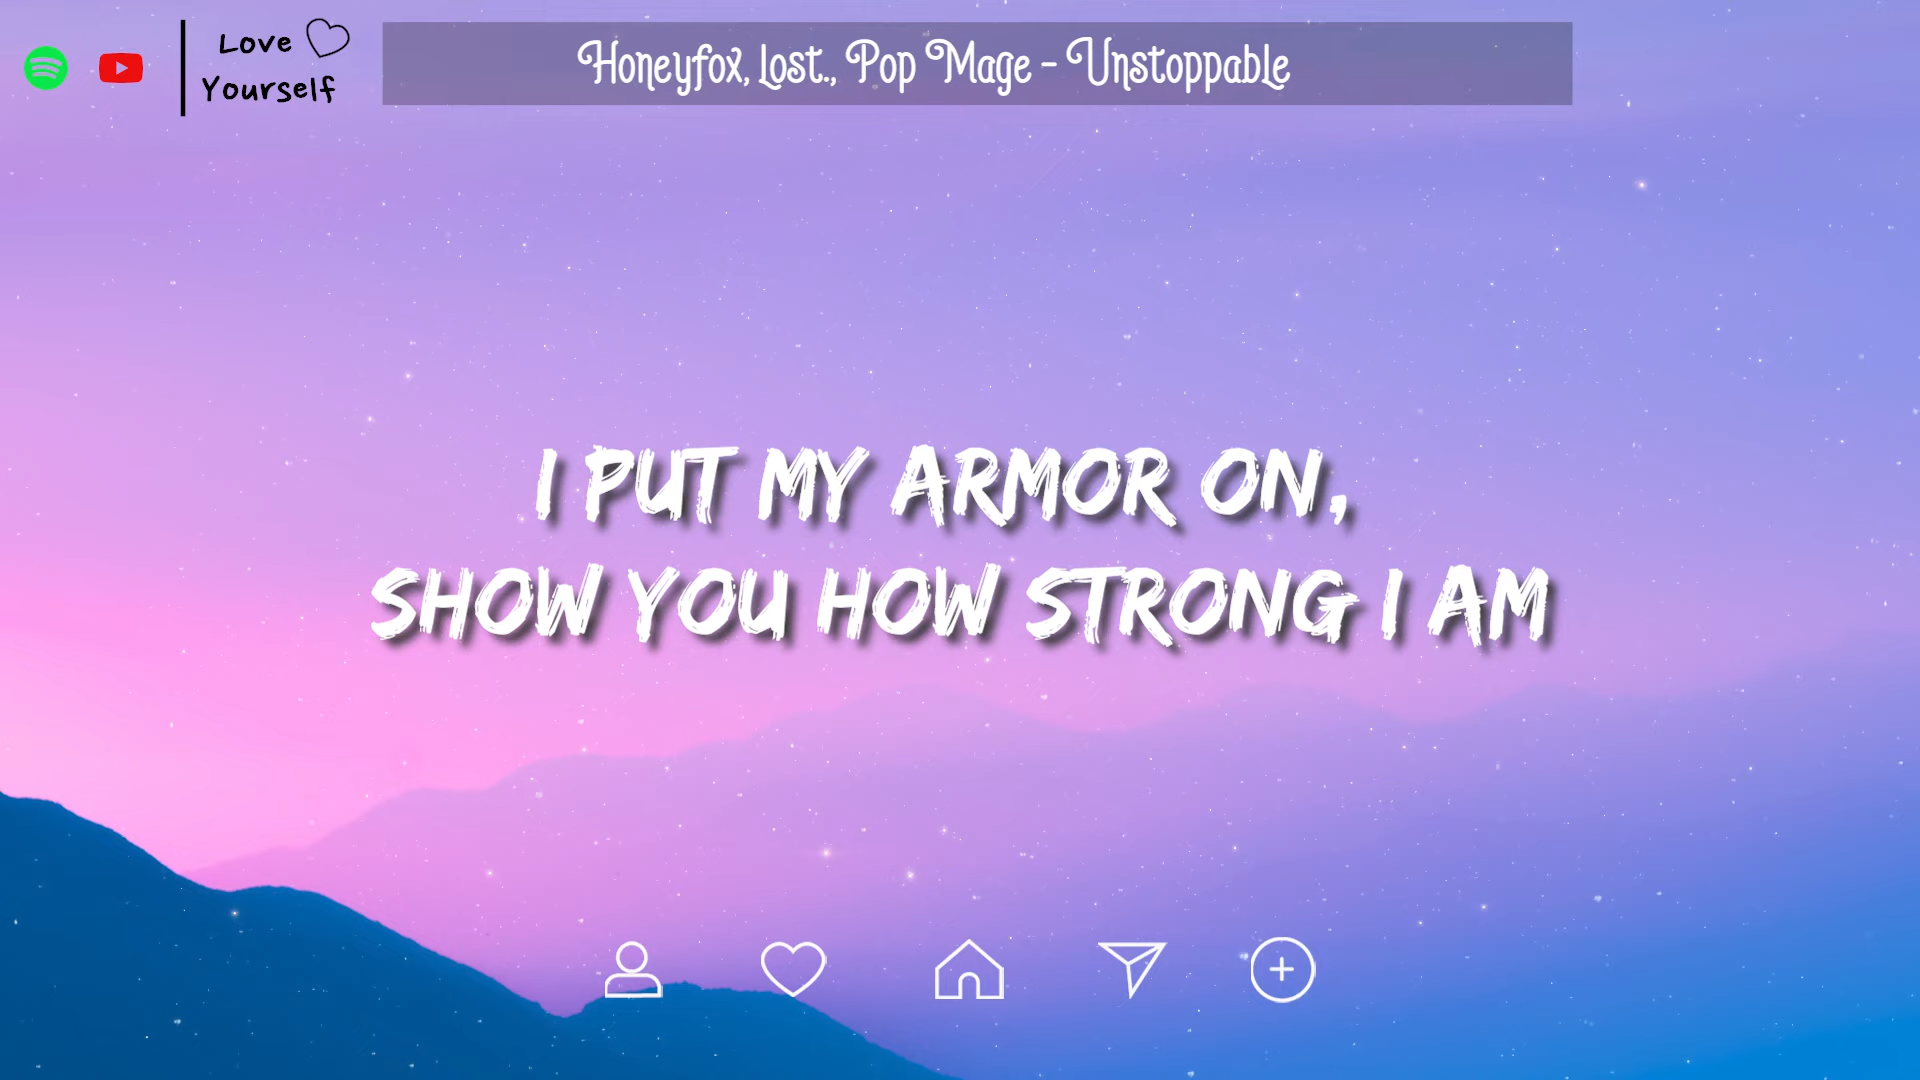 Love
Yourself
Honeyfox, lost., Pop Mage - Unstoppable
I PUT MY ARMOR ON,
SHOW YOU HOW STRONG I AM